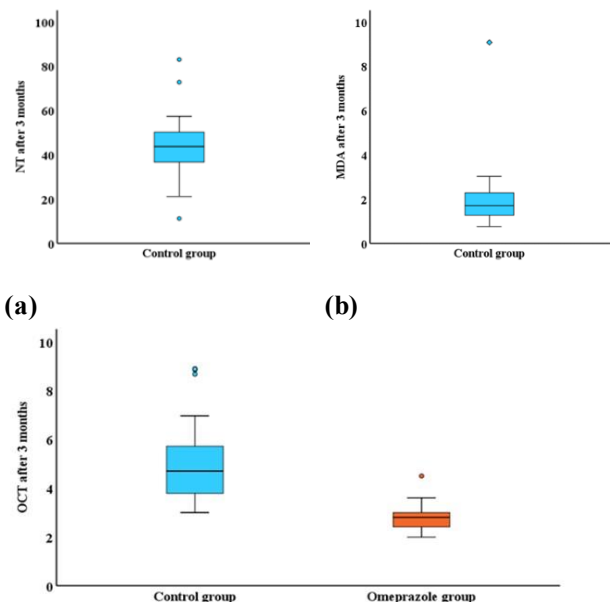 NT after 3 months
100
80
60
40
20
0
Control group
MDA after 3 months
10
8
6
4
2
0
Control group
(a)
(b)
OCT after 3 months
10
8
6
4
2
0
Control group
Omeprazole group